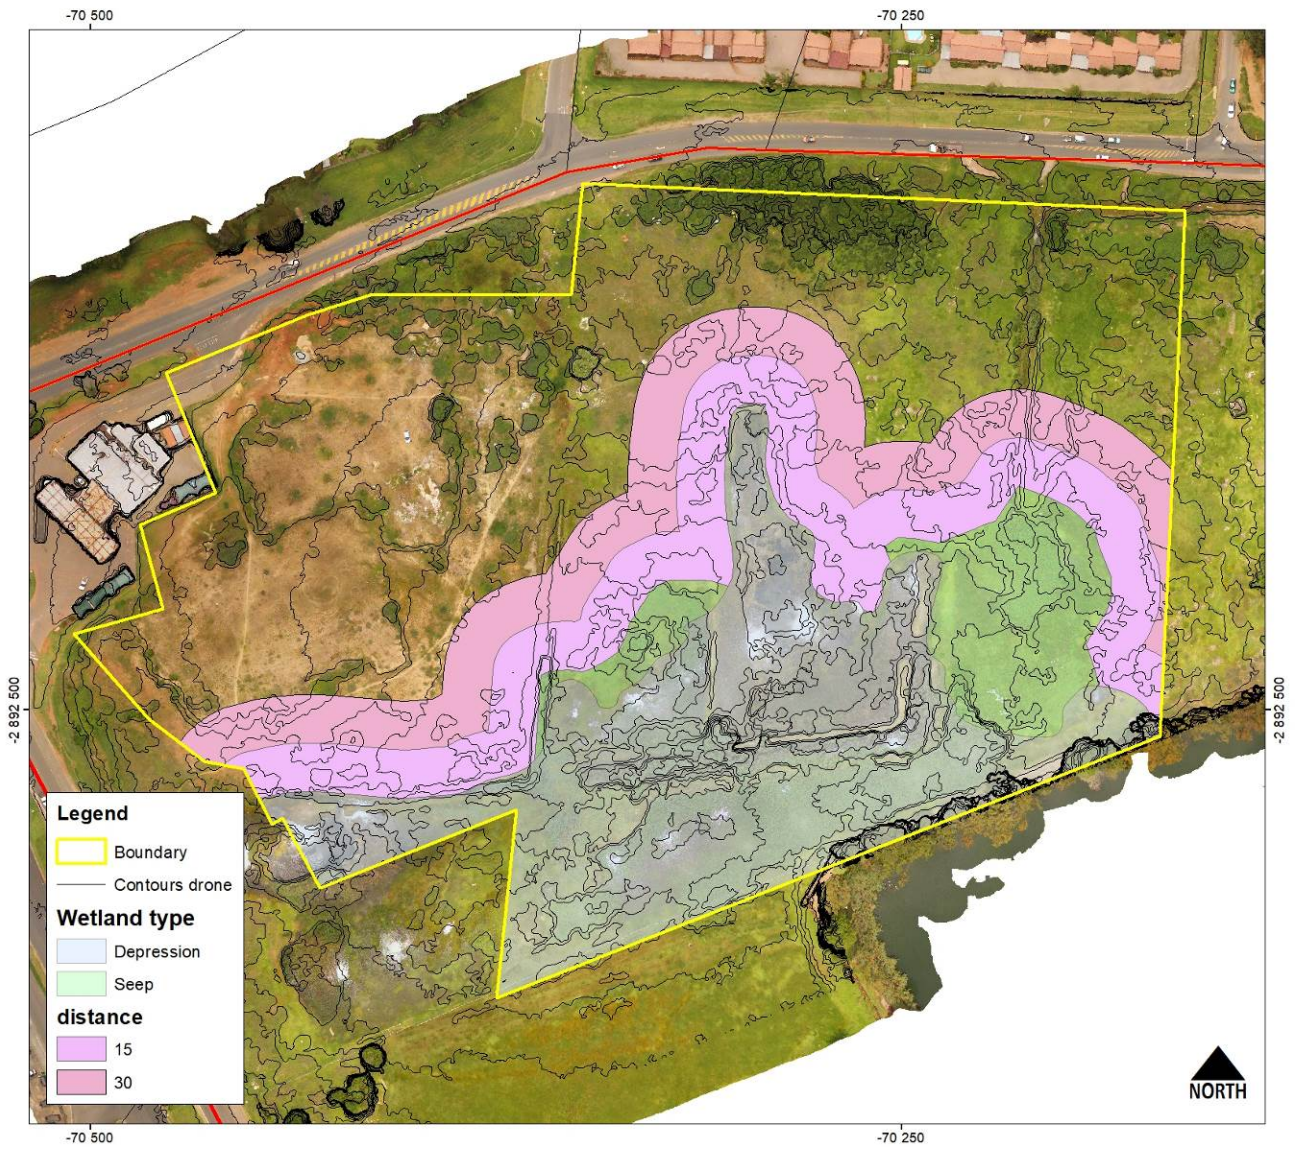 -70 500
-70 250
-2 892 500
-2 892 500
Legend
Boundary
Contours drone
Wetland type
Depression
Seep
distance
15
30
NORTH
-70 500
-70 250